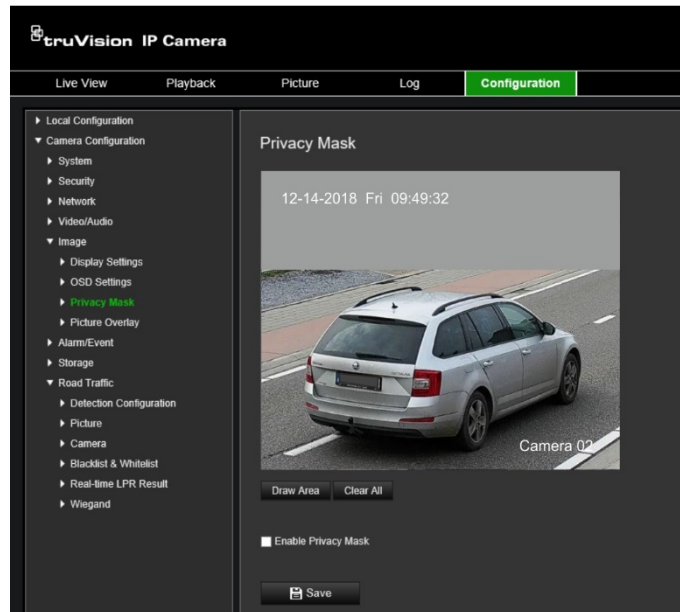 truVision IP Camera
Live View Playback Picture Log Configuration
Local Configuration
Camera Configuration
System
Security
Network
Video/Audio
Image
Display Settings
OSD Settings
Privacy Mask
Picture Overlay
Alarm/Event
Storage
Road Traffic
Detection Configuration
Picture
Camera
Blacklist & Whitelist
Real-time LPR Result
Wiegand
Privacy Mask
12-14-2018 Fri 09:49:32
Camera 02
Draw Area Clear All
Enable Privacy Mask
Save